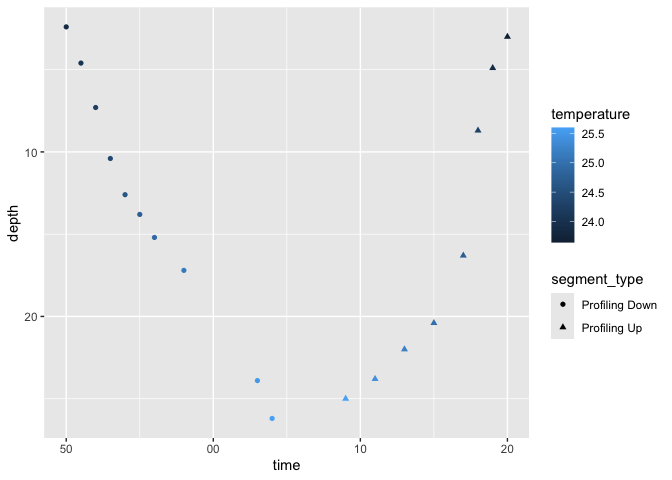 10
20
depth
50
00
10
20
time
temperature
25.5
25.0
24.5
24.0
segment_type
Profiling Down
Profiling Up